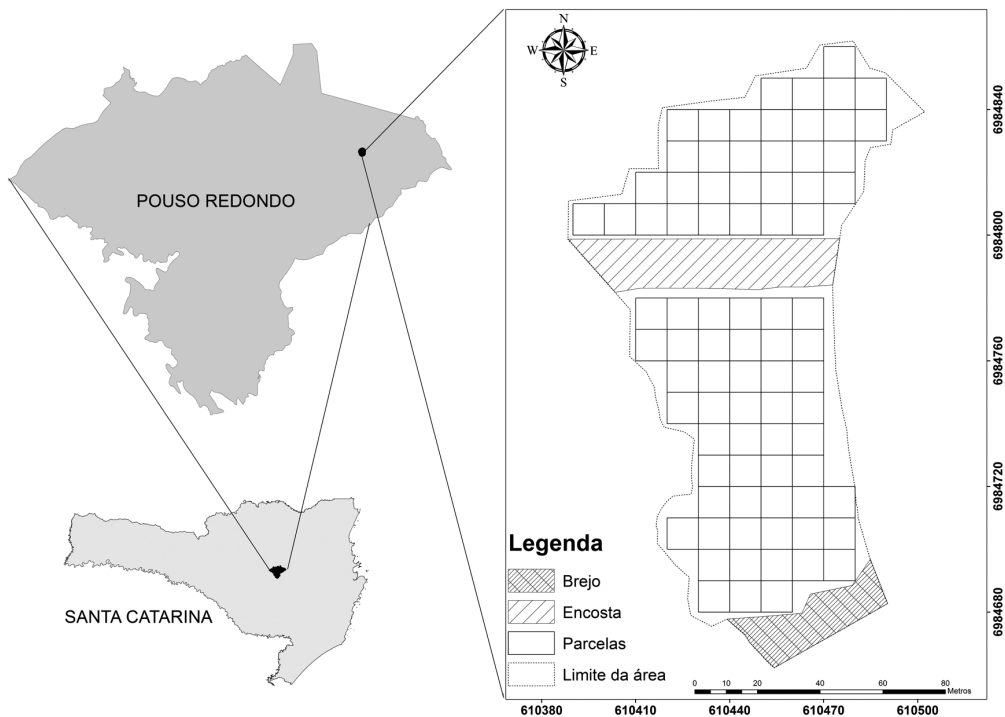 N
W E
S
POUSO REDONDO
SANTA CATARINA
6984840
6984800
6984760
6984720
6984680
Legenda
Brejo
Encosta
Parcelas
Limite da área
0 10 20 40 60 80
Metros
610380 610410 610440 610470 610500